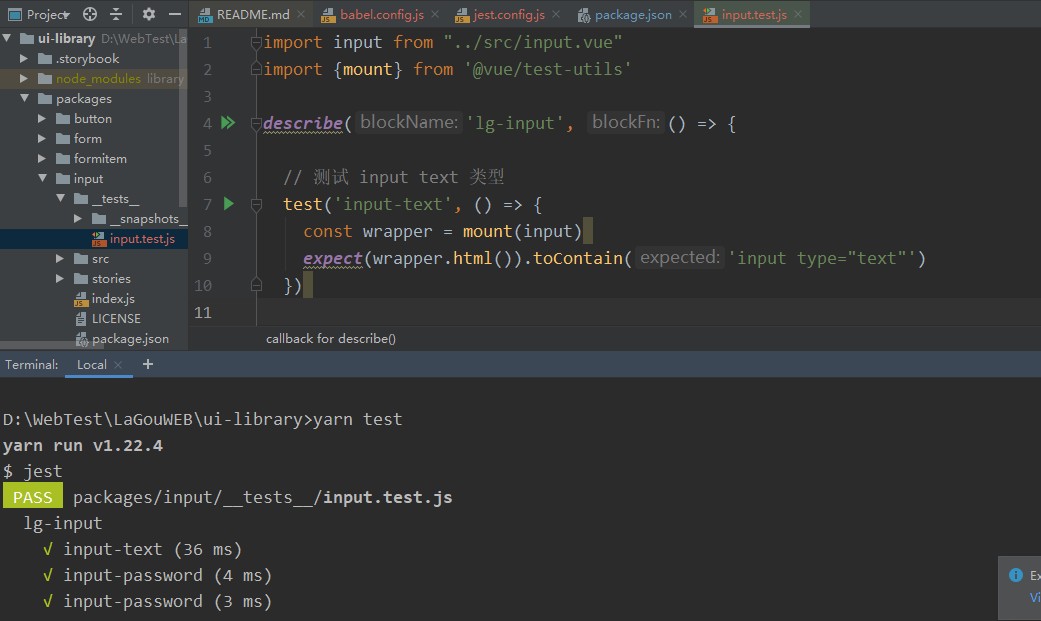 Project
README.md
babel.config.js
jest.config.js
package.json
input.test.js
ui-library D:\WebTest\La
.storybook
node_modules library
packages
button
form
formitem
input
__tests__
__snapshots__
input.test.js
src
stories
index.js
LICENSE
package.json
1 import input from "../src/input.vue"
2 import {mount} from '@vue/test-utils'
3
4 describe( blockName: 'lg-input', blockFn: () => {
5
6 // 测试 input text 类型
7 test('input-text', () => {
8 const wrapper = mount(input)
9 expect(wrapper.html()).toContain( expected: 'input type="text"')
10 })
11
callback for describe()
Terminal: Local +
D:\WebTest\LaGouWEB\ui-library>yarn test
yarn run v1.22.4
$ jest
PASS packages/input/__tests__/input.test.js
lg-input
√ input-text (36 ms)
√ input-password (4 ms)
√ input-password (3 ms)
Ex
Vi